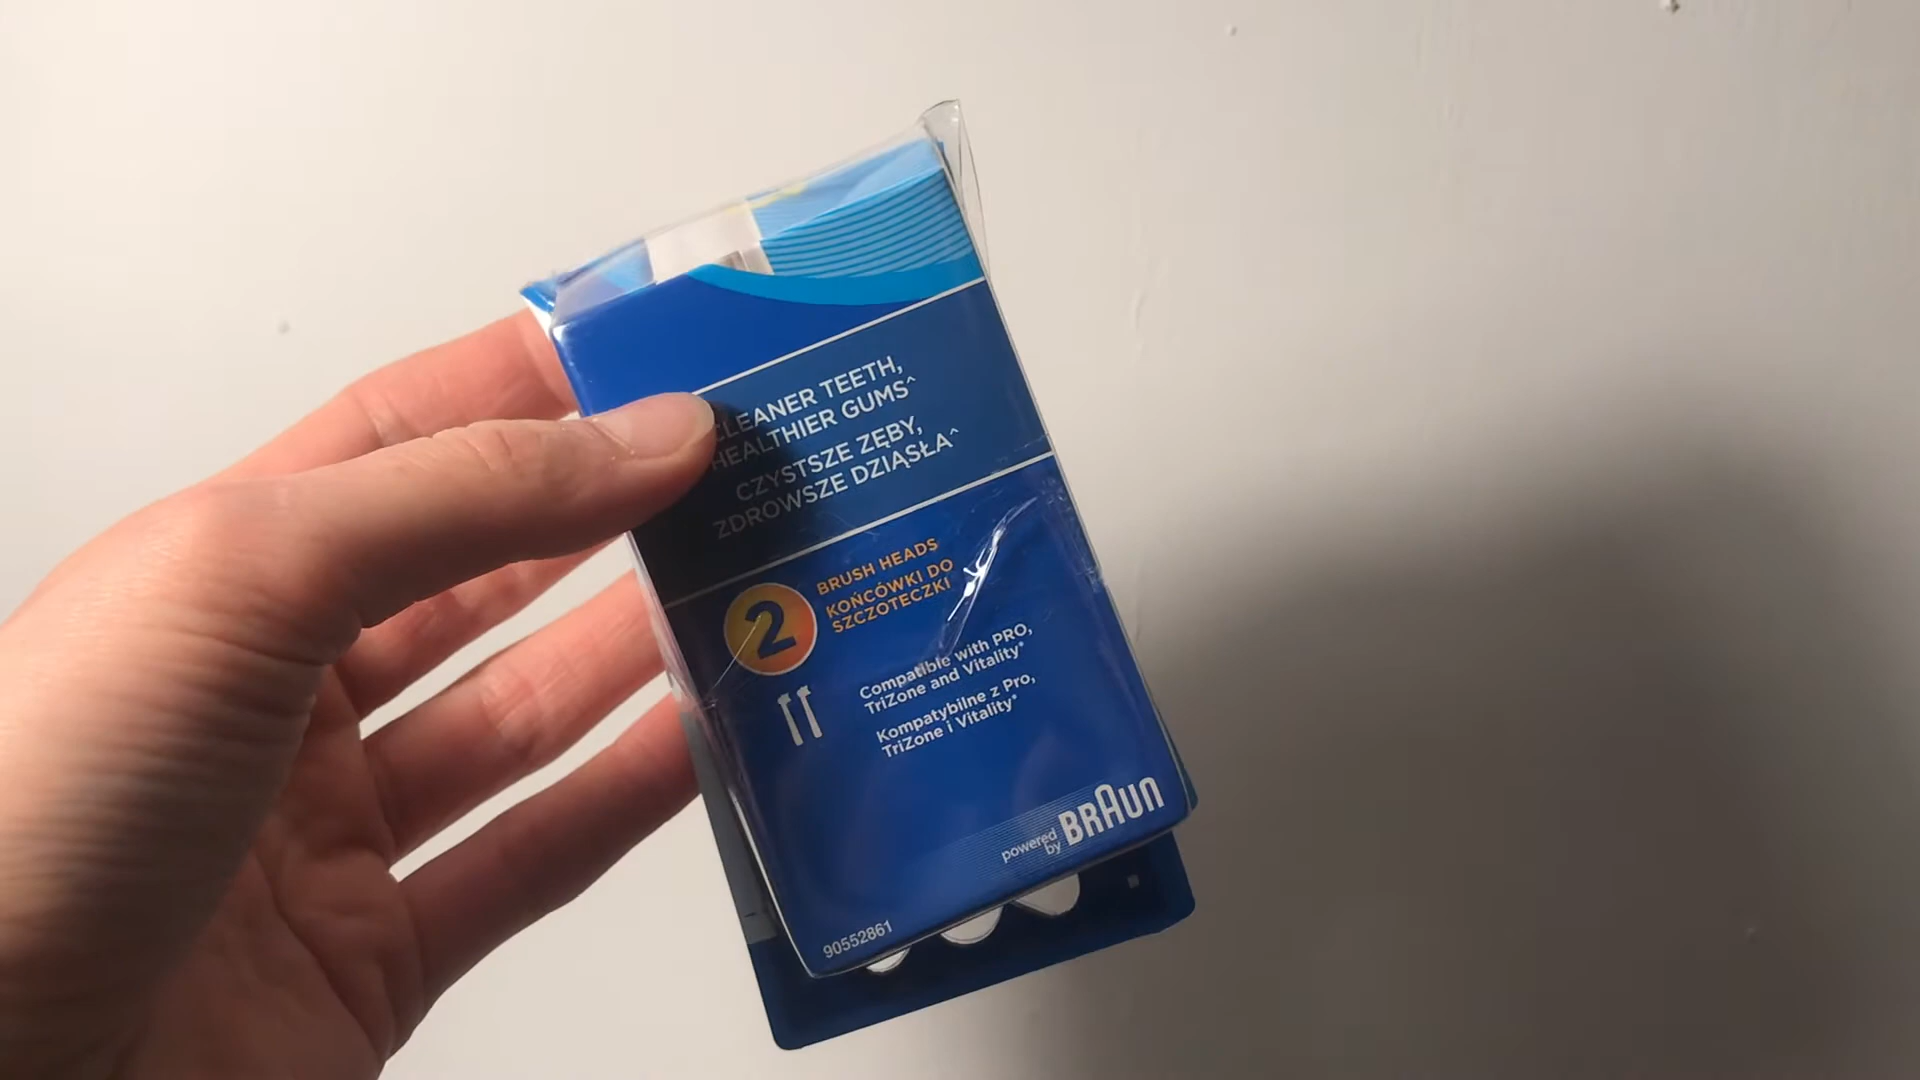 CLEANER TEETH,
HEALTHIER GUMS^
CZYSTSZE ZĘBY,
ZDROWSZE DZIĄSŁA^
2
BRUSH HEADS
KOŃCÓWKI DO
SZCZOTECZKI
Compatible with PRO,
TriZone and Vitality*
Kompatybilne z Pro,
TriZone i Vitality*
powered
by
BRAUN
90552861